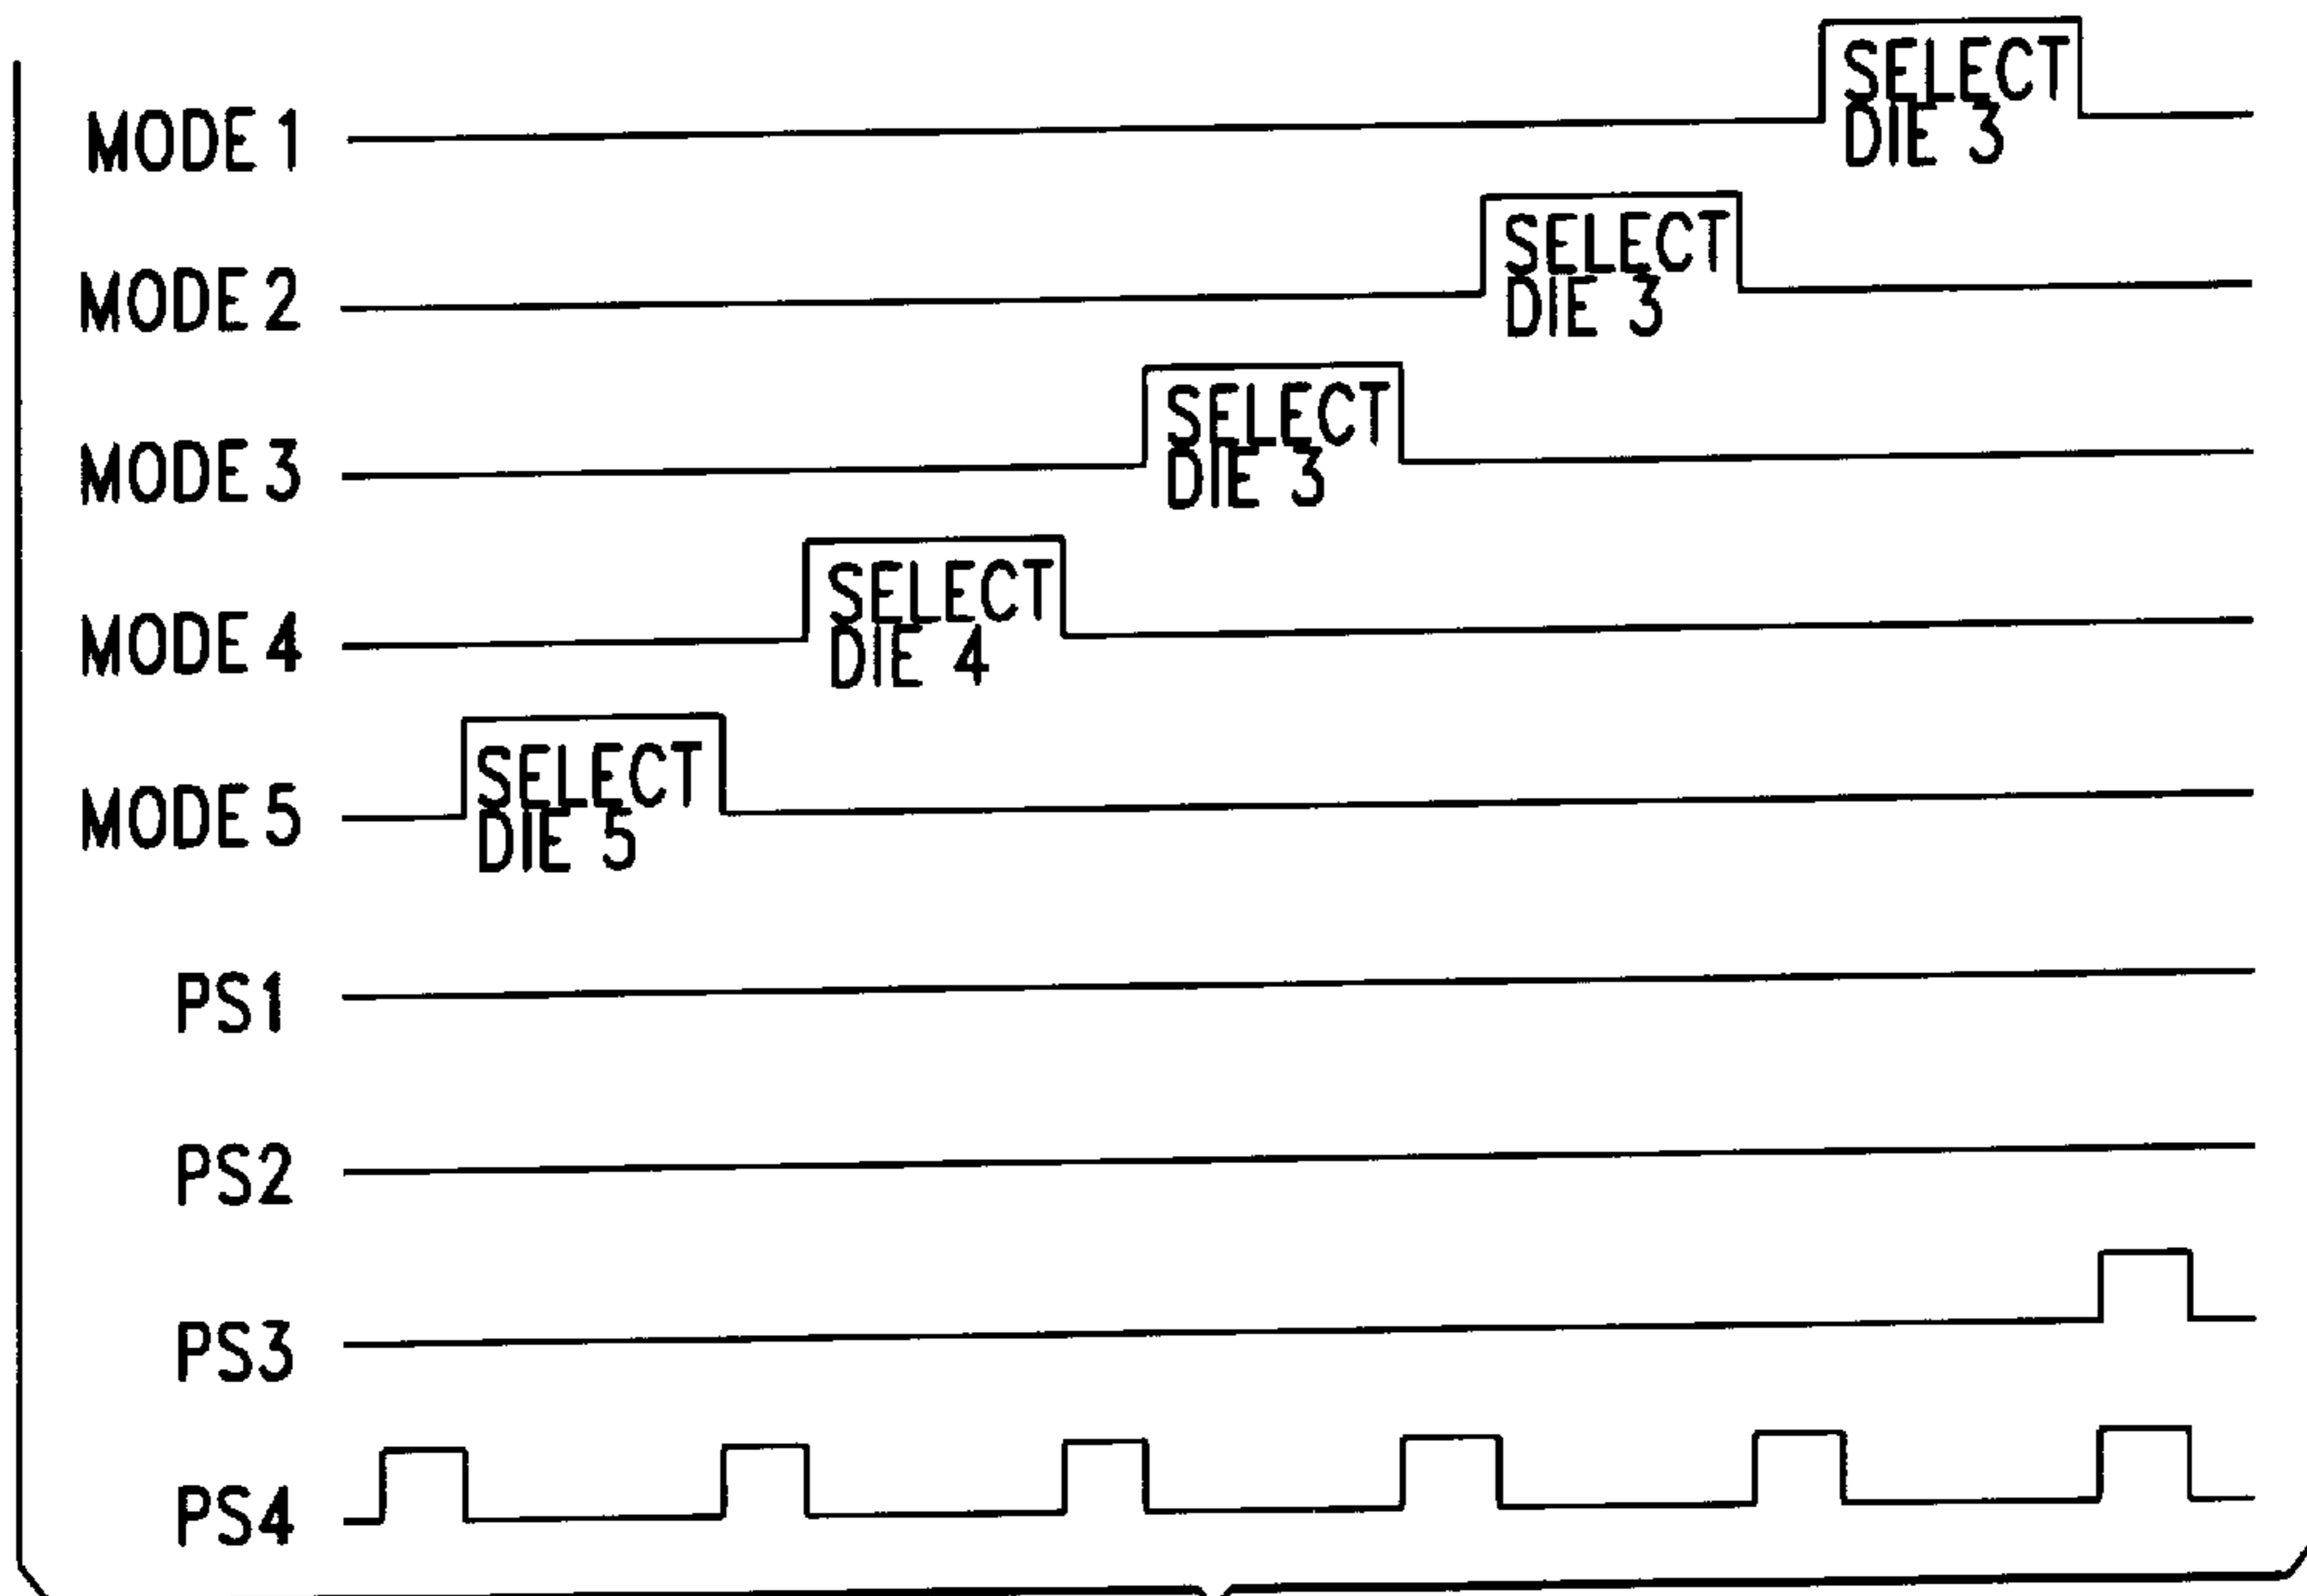 SELECT
DIE 3
MODE 1
SELECT
DIE 3
MODE 2
SELECT
DIE 3
MODE 3
SELECT
DIE 4
MODE 4
SELECT
DIE 5
MODE 5
PS1
PS2
PS3
PS4